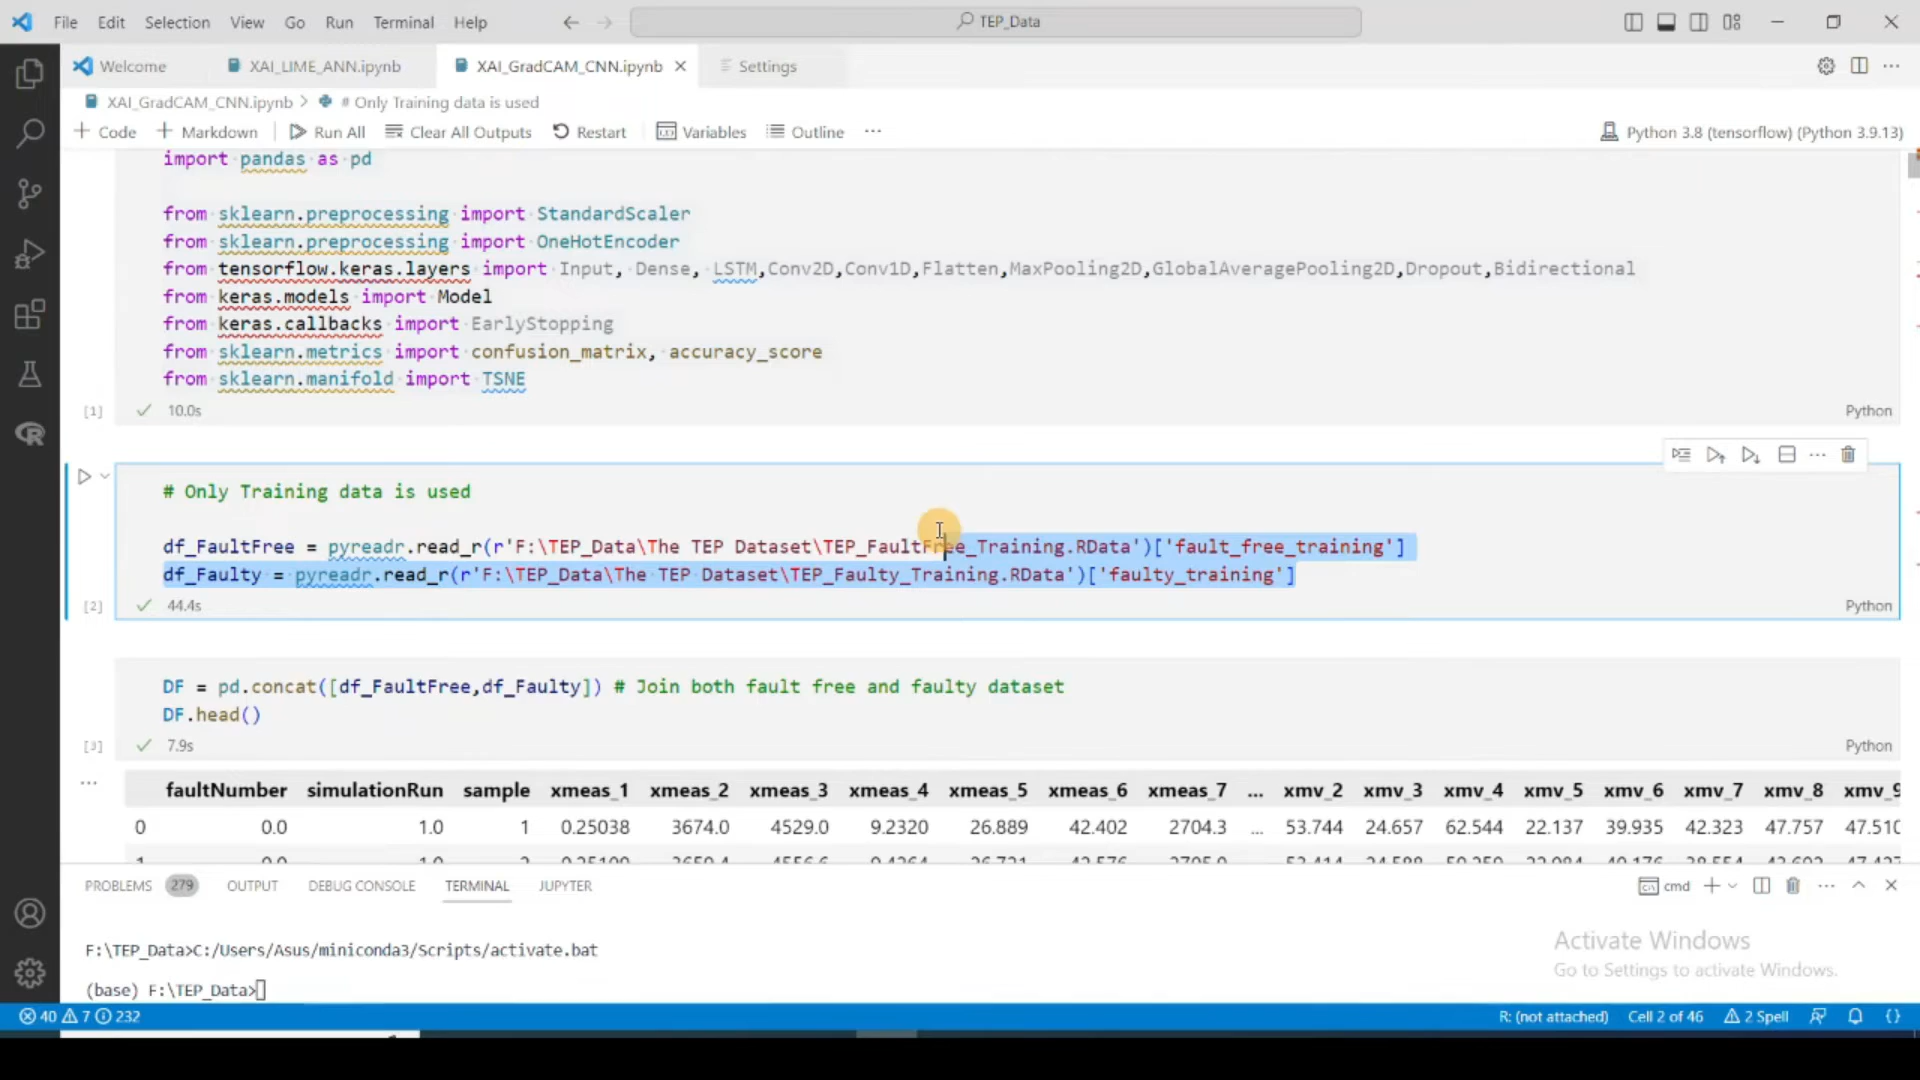 File Edit Selection View Go Run Terminal Help TEP_Data
Welcome XAI_LIME_ANN.ipynb XAI_GradCAM_CNN.ipynb Settings
XAI_GradCAM_CNN.ipynb > # Only Training data is used
+ Code + Markdown Run All Clear All Outputs Restart Variables Outline ... Python 3.8 (tensorflow) (Python 3.9.13)
import pandas as pd
from sklearn.preprocessing import StandardScaler
from sklearn.preprocessing import OneHotEncoder
from tensorflow.keras.layers import Input, Dense, LSTM,Conv2D,Conv1D,Flatten,MaxPooling2D,GlobalAveragePooling2D,Dropout,Bidirectional
from keras.models import Model
from keras.callbacks import EarlyStopping
from sklearn.metrics import confusion_matrix, accuracy_score
from sklearn.manifold import TSNE
[1] 10.0s Python
# Only Training data is used
df_FaultFree = pyreadr.read_r(r'F:\TEP_Data\The TEP Dataset\TEP_FaultFree_Training.RData')['fault_free_training']
df_Faulty = pyreadr.read_r(r'F:\TEP_Data\The TEP Dataset\TEP_Faulty_Training.RData')['faulty_training']
[2] 44.4s Python
DF = pd.concat([df_FaultFree,df_Faulty]) # Join both fault free and faulty dataset
DF.head()
[3] 7.9s Python
... faultNumber simulationRun sample xmeas_1 xmeas_2 xmeas_3 xmeas_4 xmeas_5 xmeas_6 xmeas_7 ... xmv_2 xmv_3 xmv_4 xmv_5 xmv_6 xmv_7 xmv_8 xmv_9
0 0.0 1.0 1 0.25038 3674.0 4529.0 9.2320 26.889 42.402 2704.3 ... 53.744 24.657 62.544 22.137 39.935 42.323 47.757 47.510
PROBLEMS 279 OUTPUT DEBUG CONSOLE TERMINAL JUPYTER cmd
F:\TEP_Data>C:/Users/Asus/miniconda3/Scripts/activate.bat
(base) F:\TEP_Data>
Activate Windows
Go to Settings to activate Windows.
40 7 232 R: (not attached) Cell 2 of 46 2 Spell